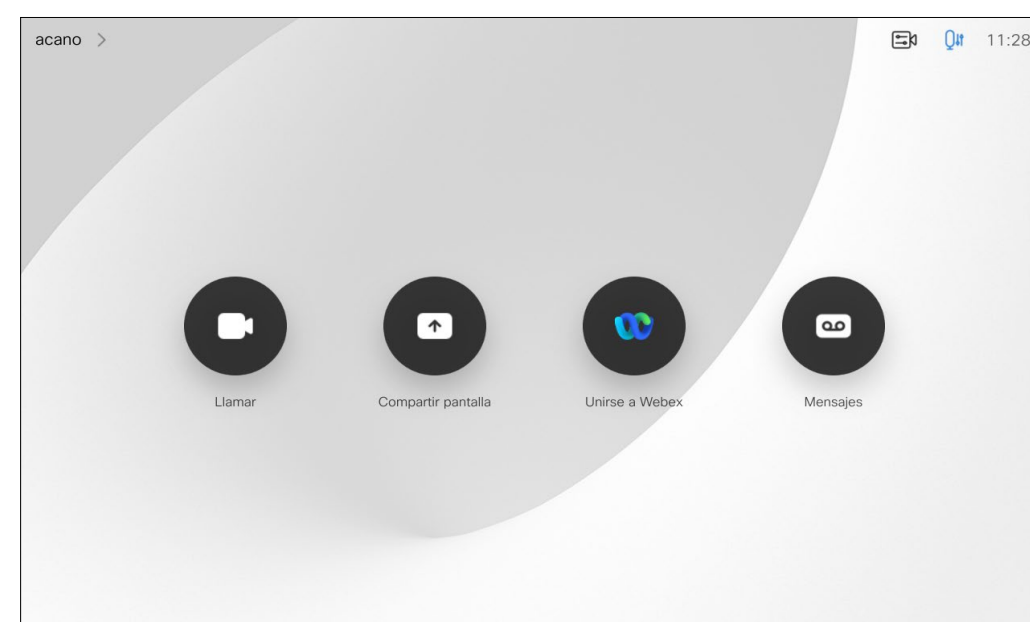 acano
11:28
Llamar
Compartir pantalla
Unirse a Webex
Mensajes